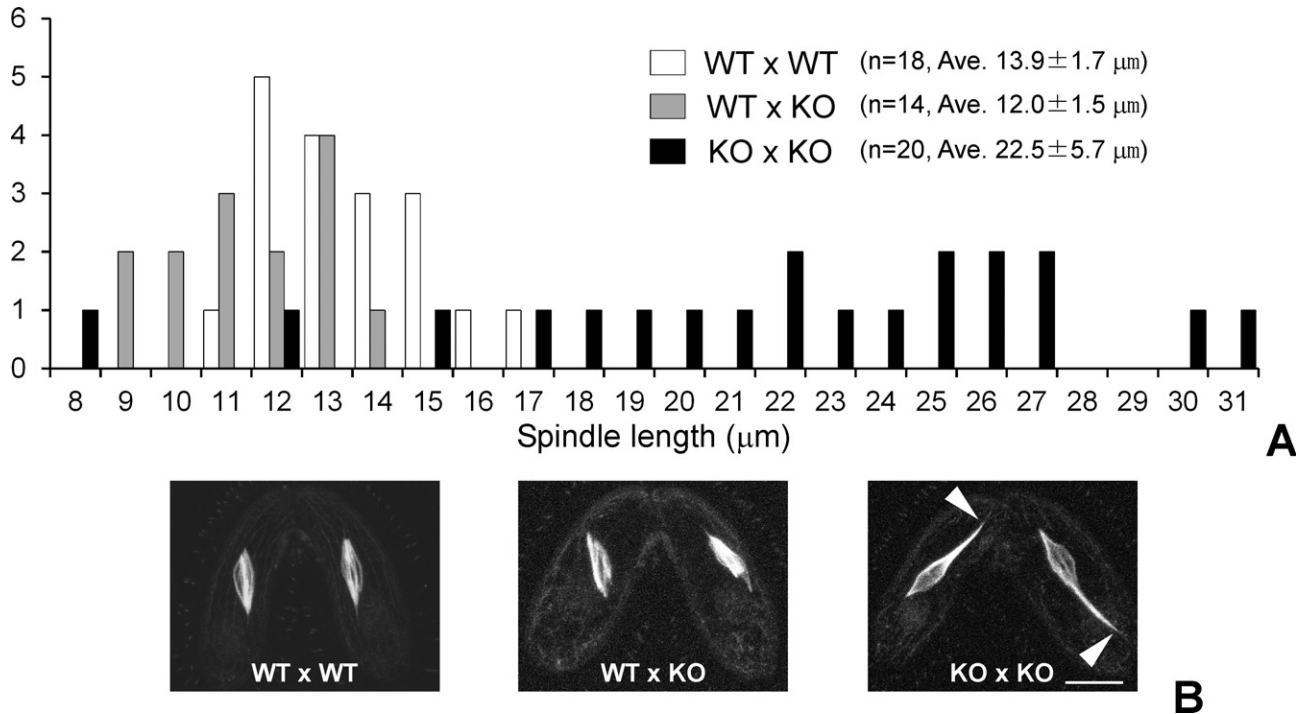 6
5
4
3
2
1
0
WT x WT (n=18, Ave. 13.9±1.7 μm)
WT x KO (n=14, Ave. 12.0±1.5 μm)
KO x KO (n=20, Ave. 22.5±5.7 μm)
8 9 10 11 12 13 14 15 16 17 18 19 20 21 22 23 24 25 26 27 28 29 30 31
Spindle length (μm)
A
WT x WT
WT x KO
KO x KO
B